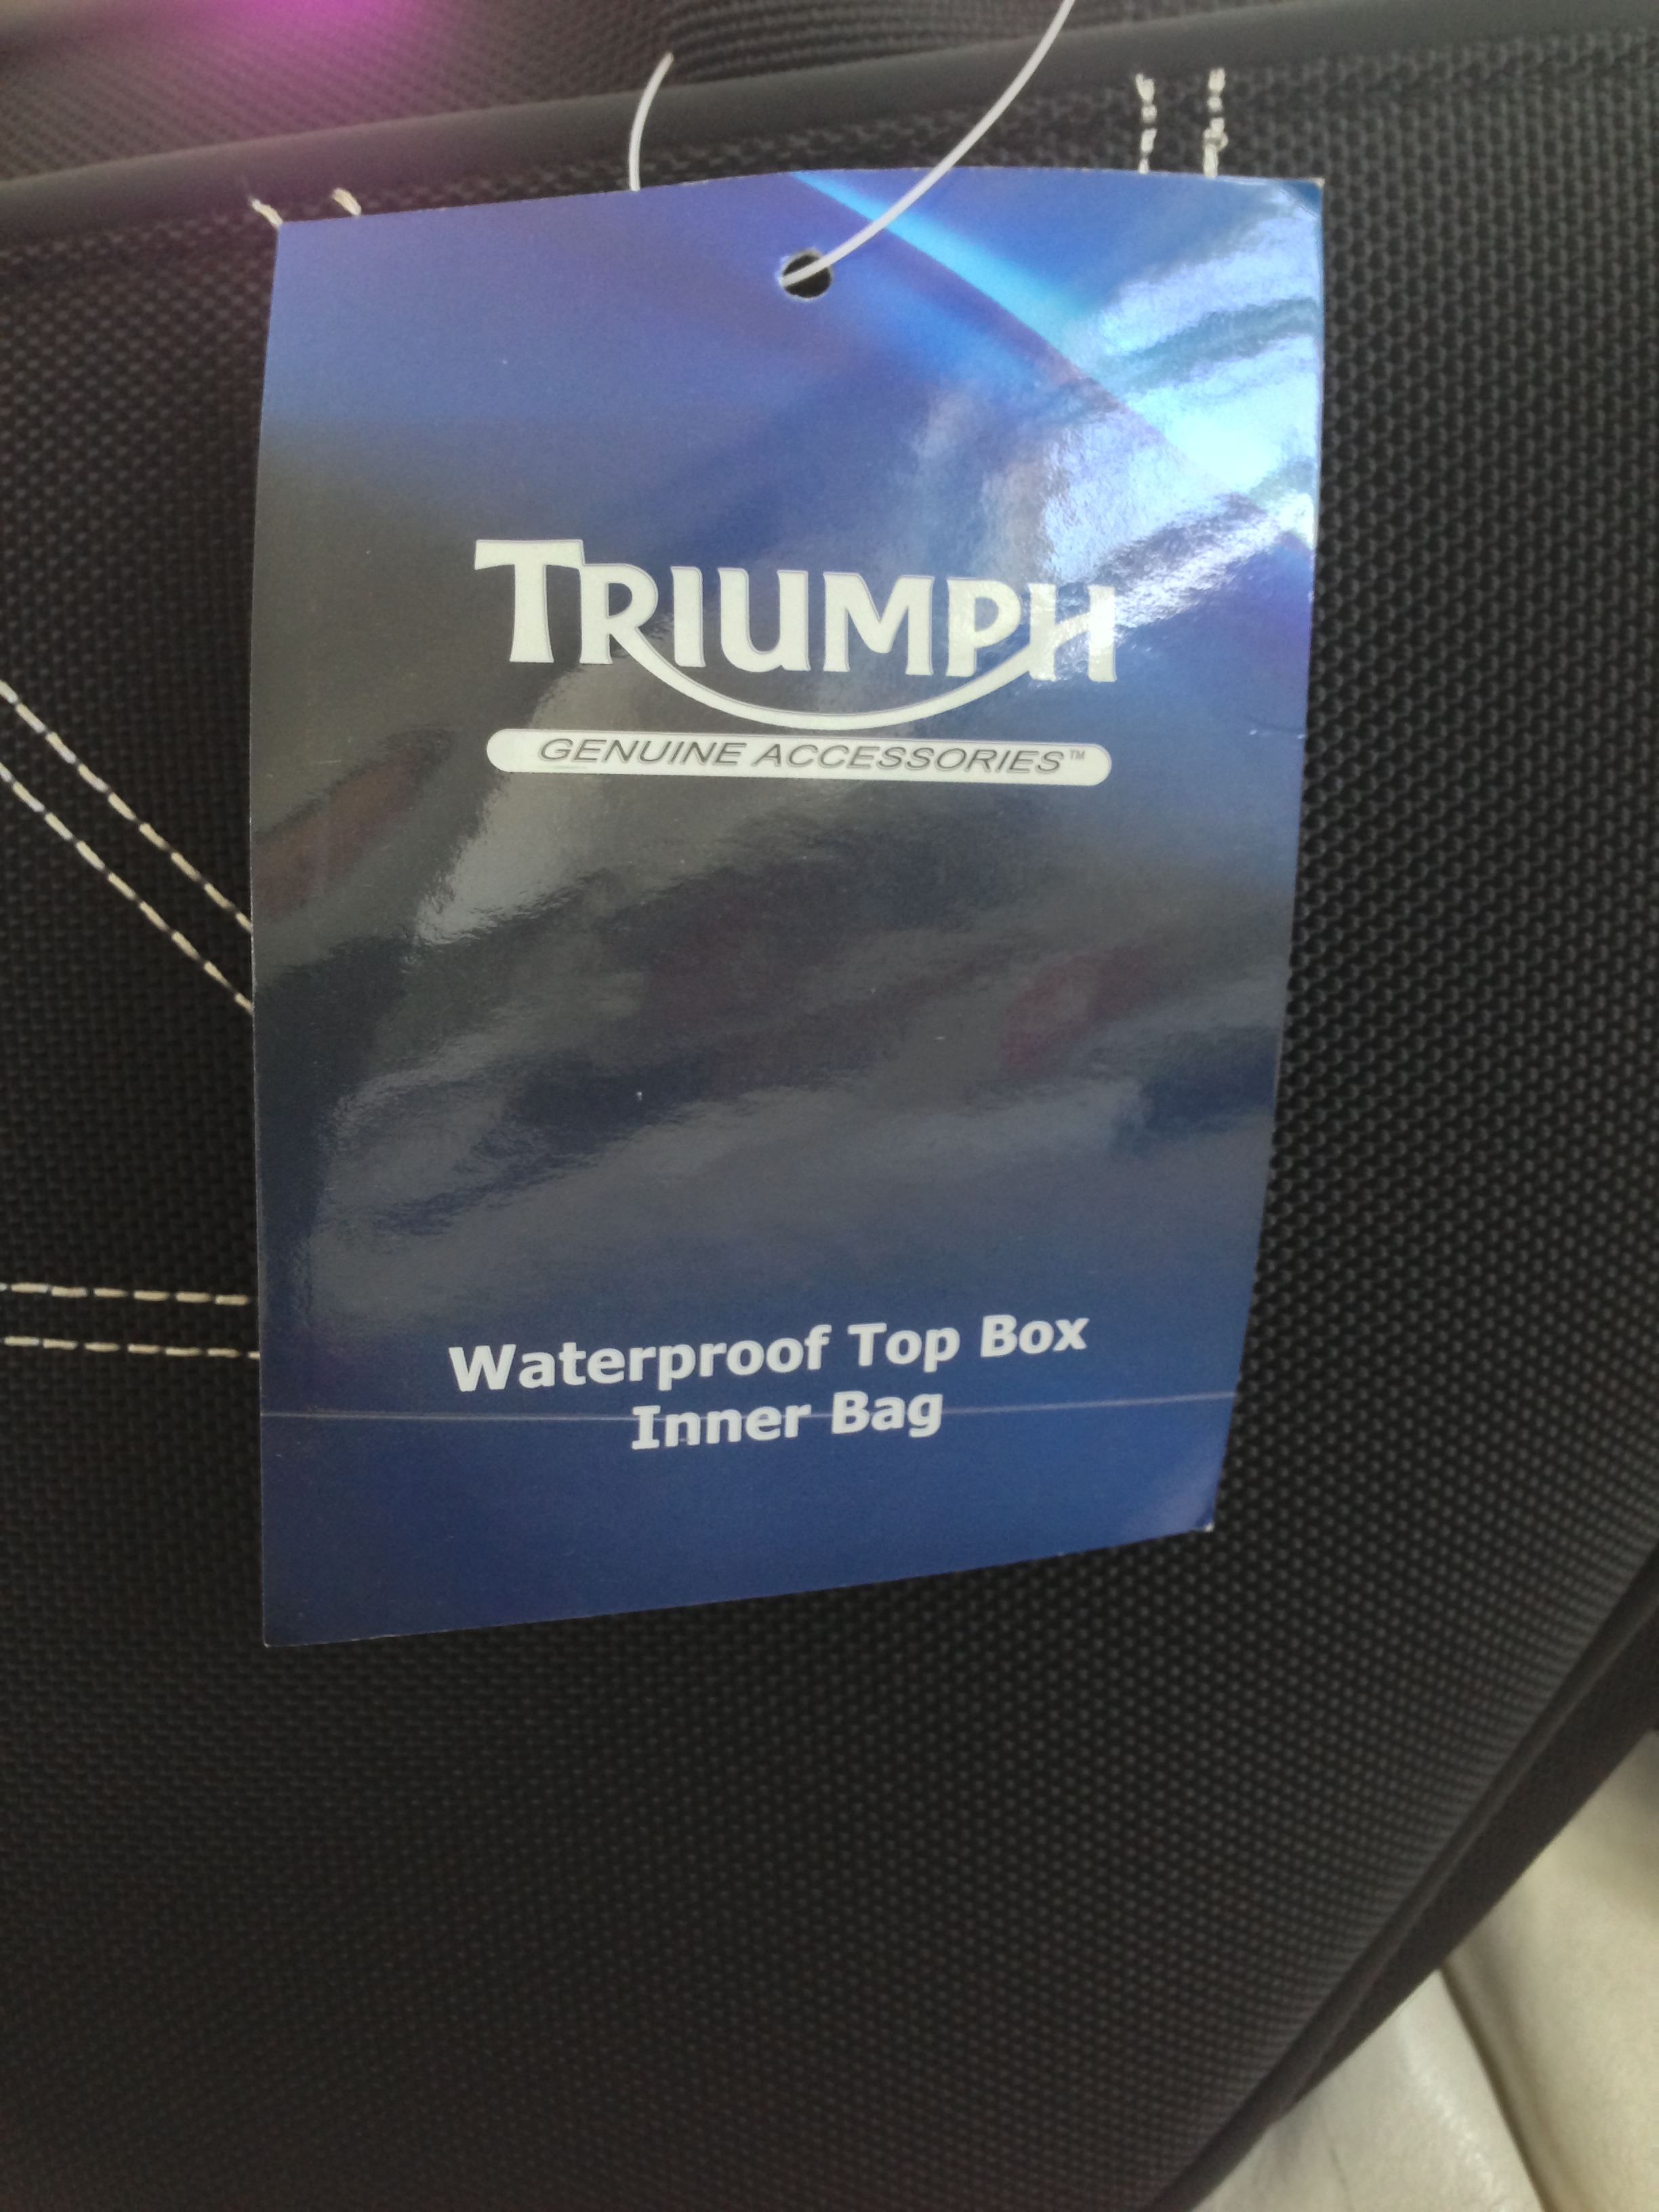 TRIUMPH
GENUINE ACCESSORIES™
Waterproof Top Box
Inner Bag